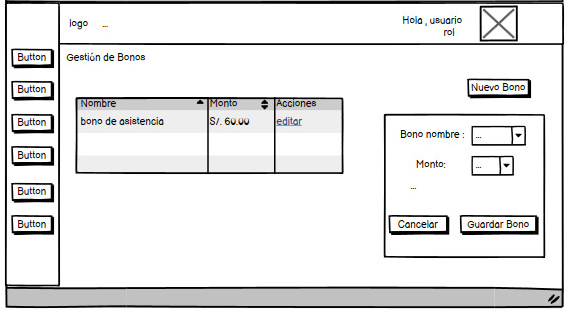 logo ...
Hola , usuario
rol
Button
Button
Button
Button
Button
Button
Gestión de Bonos
Nuevo Bono
Nombre Monto Acciones
bono de asistencia S/. 60.00 editar
Bono nombre : ...
Monto: ...
...
Cancelar Guardar Bono